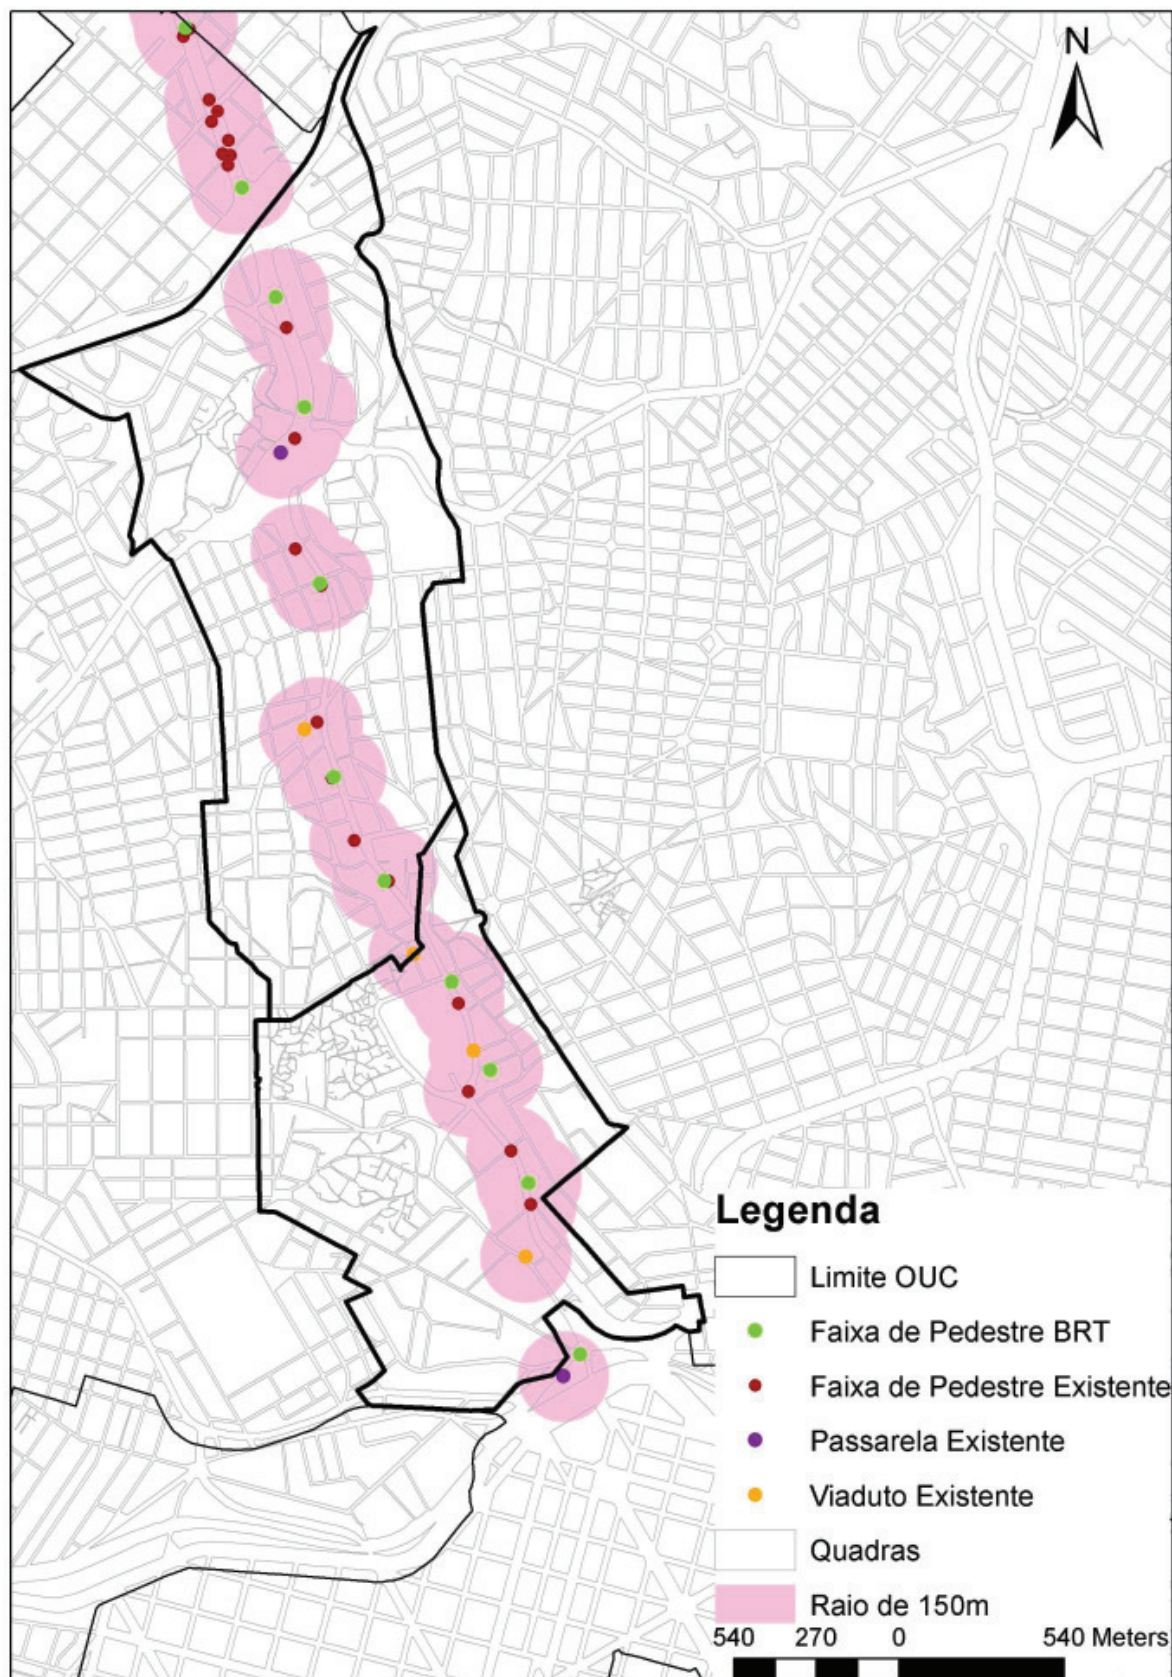 N
Legenda
Limite OUC
Faixa de Pedestre BRT
Faixa de Pedestre Existente
Passarela Existente
Viaduto Existente
Quadras
Raio de 150m
540 270 0 540 Meters